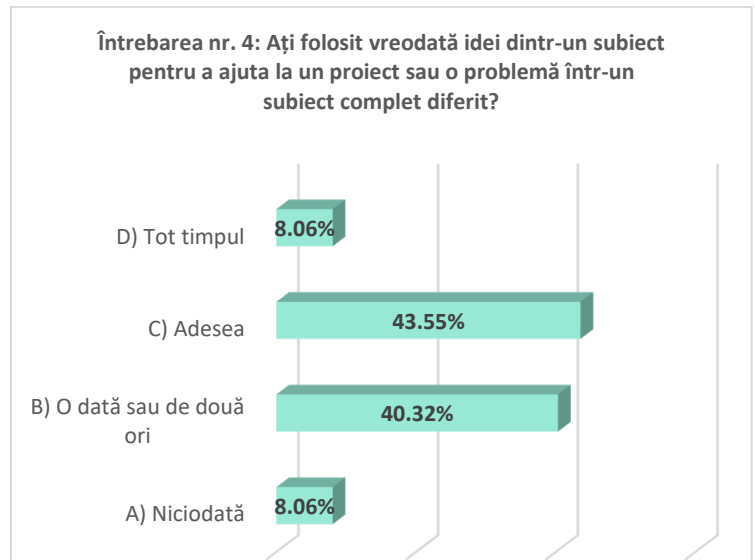 Întrebarea nr. 4: Ați folosit vreodată idei dintr-un subiect
pentru a ajuta la un proiect sau o problemă într-un
subiect complet diferit?
D) Tot timpul
8.06%
C) Adesea
43.55%
B) O dată sau de două
ori
40.32%
A) Niciodată
8.06%